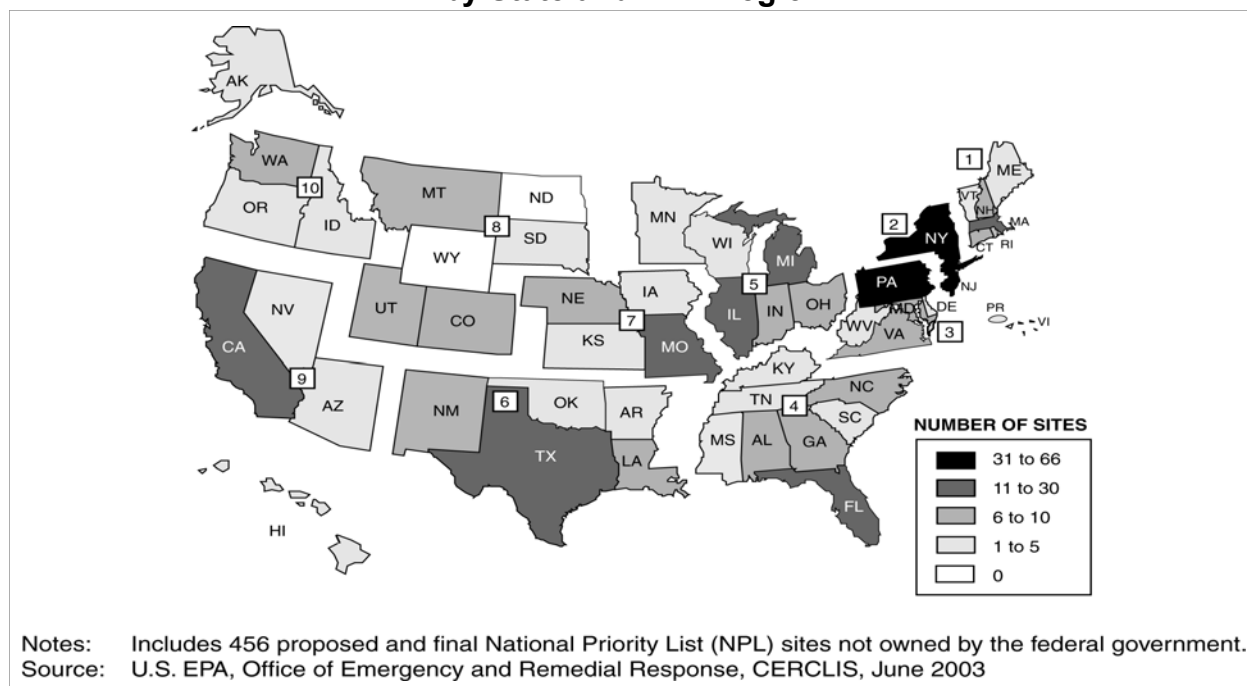 by State and Region
AK
WA
10
OR
ID
MT
ND
8
SD
WY
MN
WI
MI
1
ME
VT
NH
MA
CT
RI
2
NY
NJ
PA
NV
CA
UT
CO
NE
IA
7
KS
MO
5
IL
IN
OH
WV
MD
DE
VA
3
PR
VI
9
AZ
NM
6
OK
TX
AR
LA
KY
TN
4
NC
SC
MS
AL
GA
FL
HI
NUMBER OF SITES
31 to 66
11 to 30
6 to 10
1 to 5
0
Notes: Includes 456 proposed and final National Priority List (NPL) sites not owned by the federal government.
Source: U.S. EPA, Office of Emergency and Remedial Response, CERCLIS, June 2003